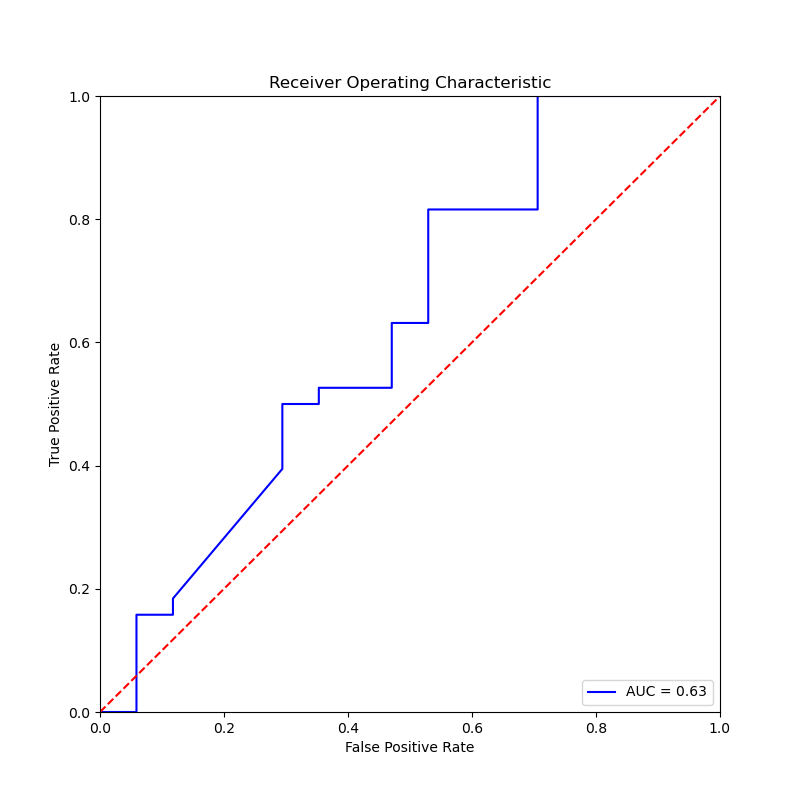 Receiver Operating Characteristic
1.0
0.8
0.6
0.4
0.2
0.0
True Positive Rate
AUC = 0.63
0.0 0.2 0.4 0.6 0.8 1.0
False Positive Rate